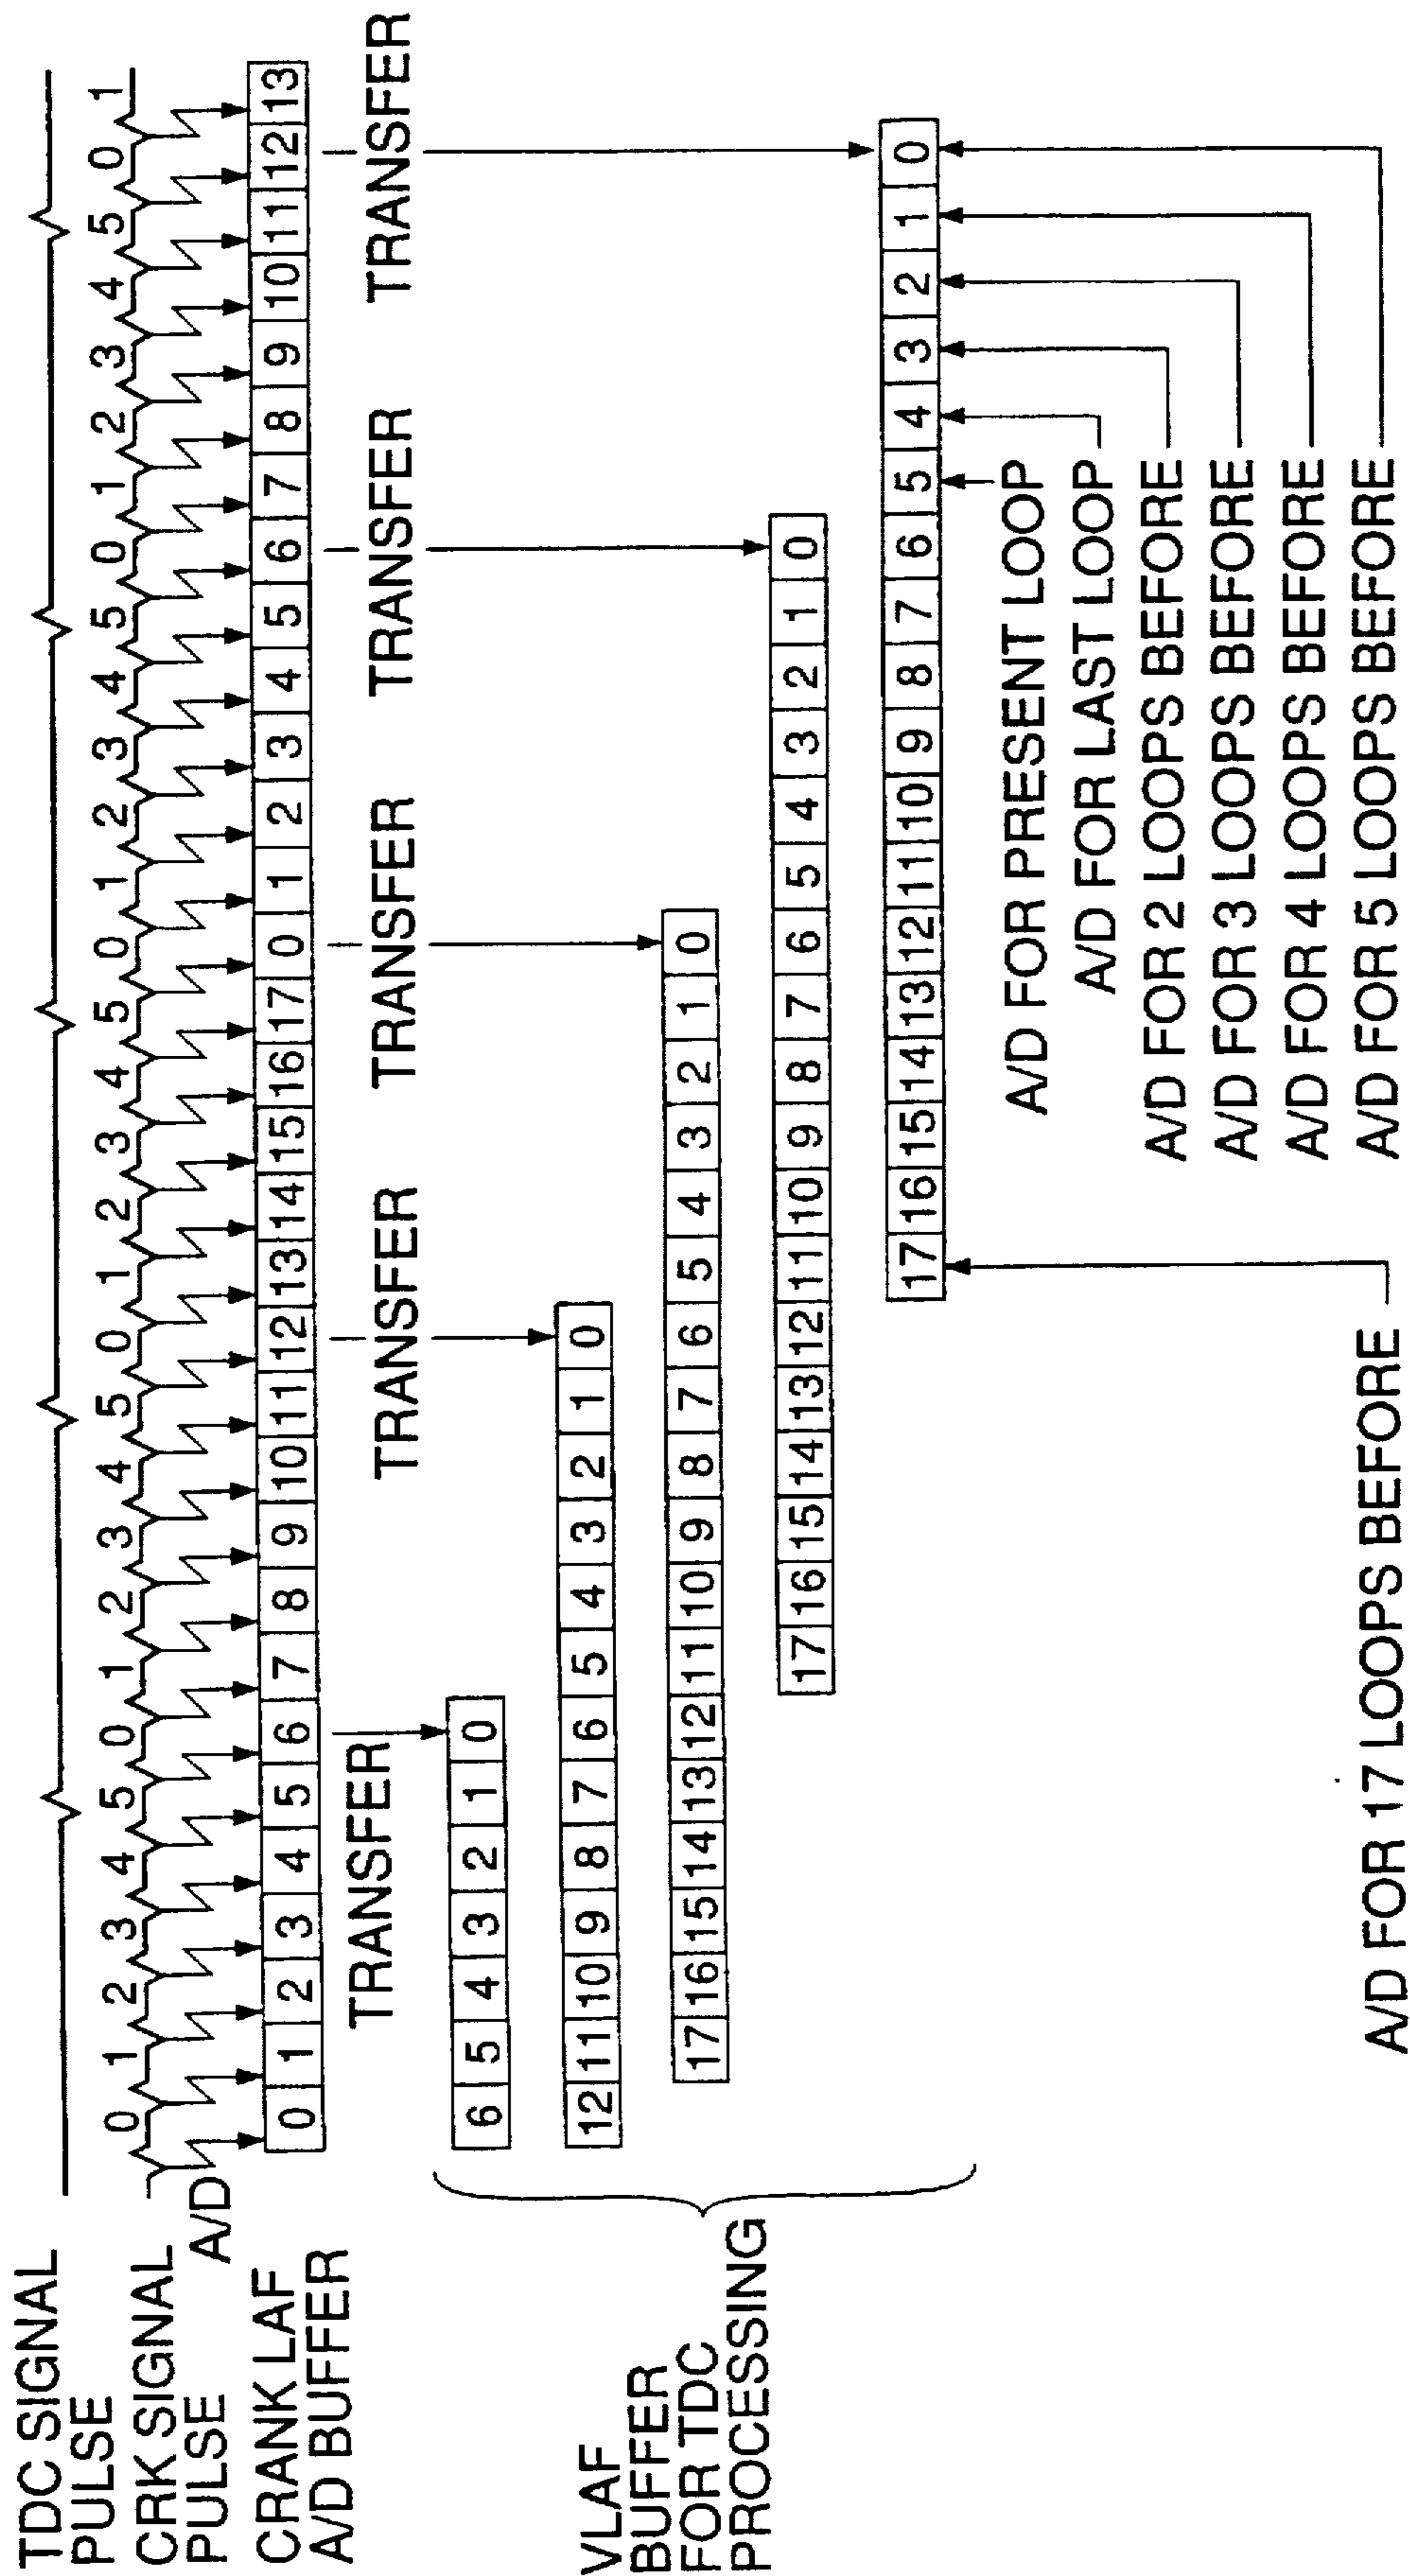 TDC SIGNAL
PULSE
CRK SIGNAL
PULSE
0 1 2 3 4 5 0 1 2 3 4 5 0 1 2 3 4 5 0 1 2 3 4 5 0 1 2 3 4 5 0 1
A/D
CRANK LAF
A/D BUFFER
0 1 2 3 4 5 6 7 8 9 10 11 12 13 14 15 16 17 0 1 2 3 4 5 6 7 8 9 10 11 12 13
TRANSFER TRANSFER TRANSFER TRANSFER TRANSFER
VLAF
BUFFER
FOR TDC
PROCESSING
6 5 4 3 2 1 0
12 11 10 9 8 7 6 5 4 3 2 1 0
17 16 15 14 13 12 11 10 9 8 7 6 5 4 3 2 1 0
17 16 15 14 13 12 11 10 9 8 7 6 5 4 3 2 1 0
17 16 15 14 13 12 11 10 9 8 7 6 5 4 3 2 1 0
A/D FOR PRESENT LOOP
A/D FOR LAST LOOP
A/D FOR 2 LOOPS BEFORE
A/D FOR 3 LOOPS BEFORE
A/D FOR 4 LOOPS BEFORE
A/D FOR 5 LOOPS BEFORE
A/D FOR 17 LOOPS BEFORE